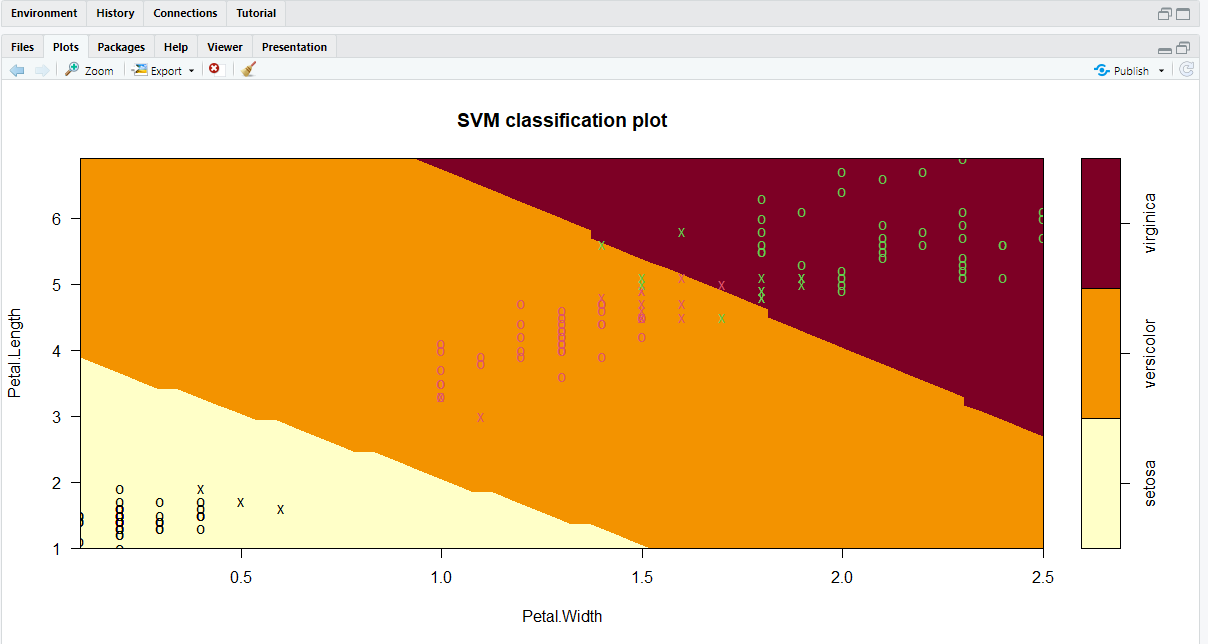 Environment History Connections Tutorial
Files Plots Packages Help Viewer Presentation
Zoom Export Publish
SVM classification plot
Petal.Length
6
5
4
3
2
1
0.5 1.0 1.5 2.0 2.5
Petal.Width
virginica
versicolor
setosa